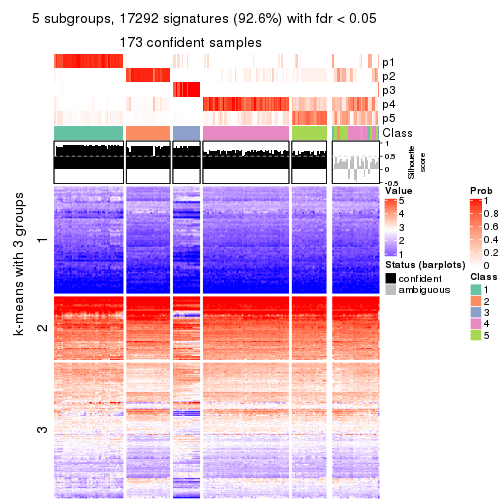 5 subgroups, 17292 signatures (92.6%) with fdr < 0.05
173 confident samples
p1
p2
p3
p4
p5
Class
1
0.5
0
-0.5
Silhouette
score
k-means with 3 groups
1
2
3
Value
5
4
3
2
1
Status (barplots)
confident
ambiguous
Prob
1
0.8
0.6
0.4
0.2
0
Class
1
2
3
4
5